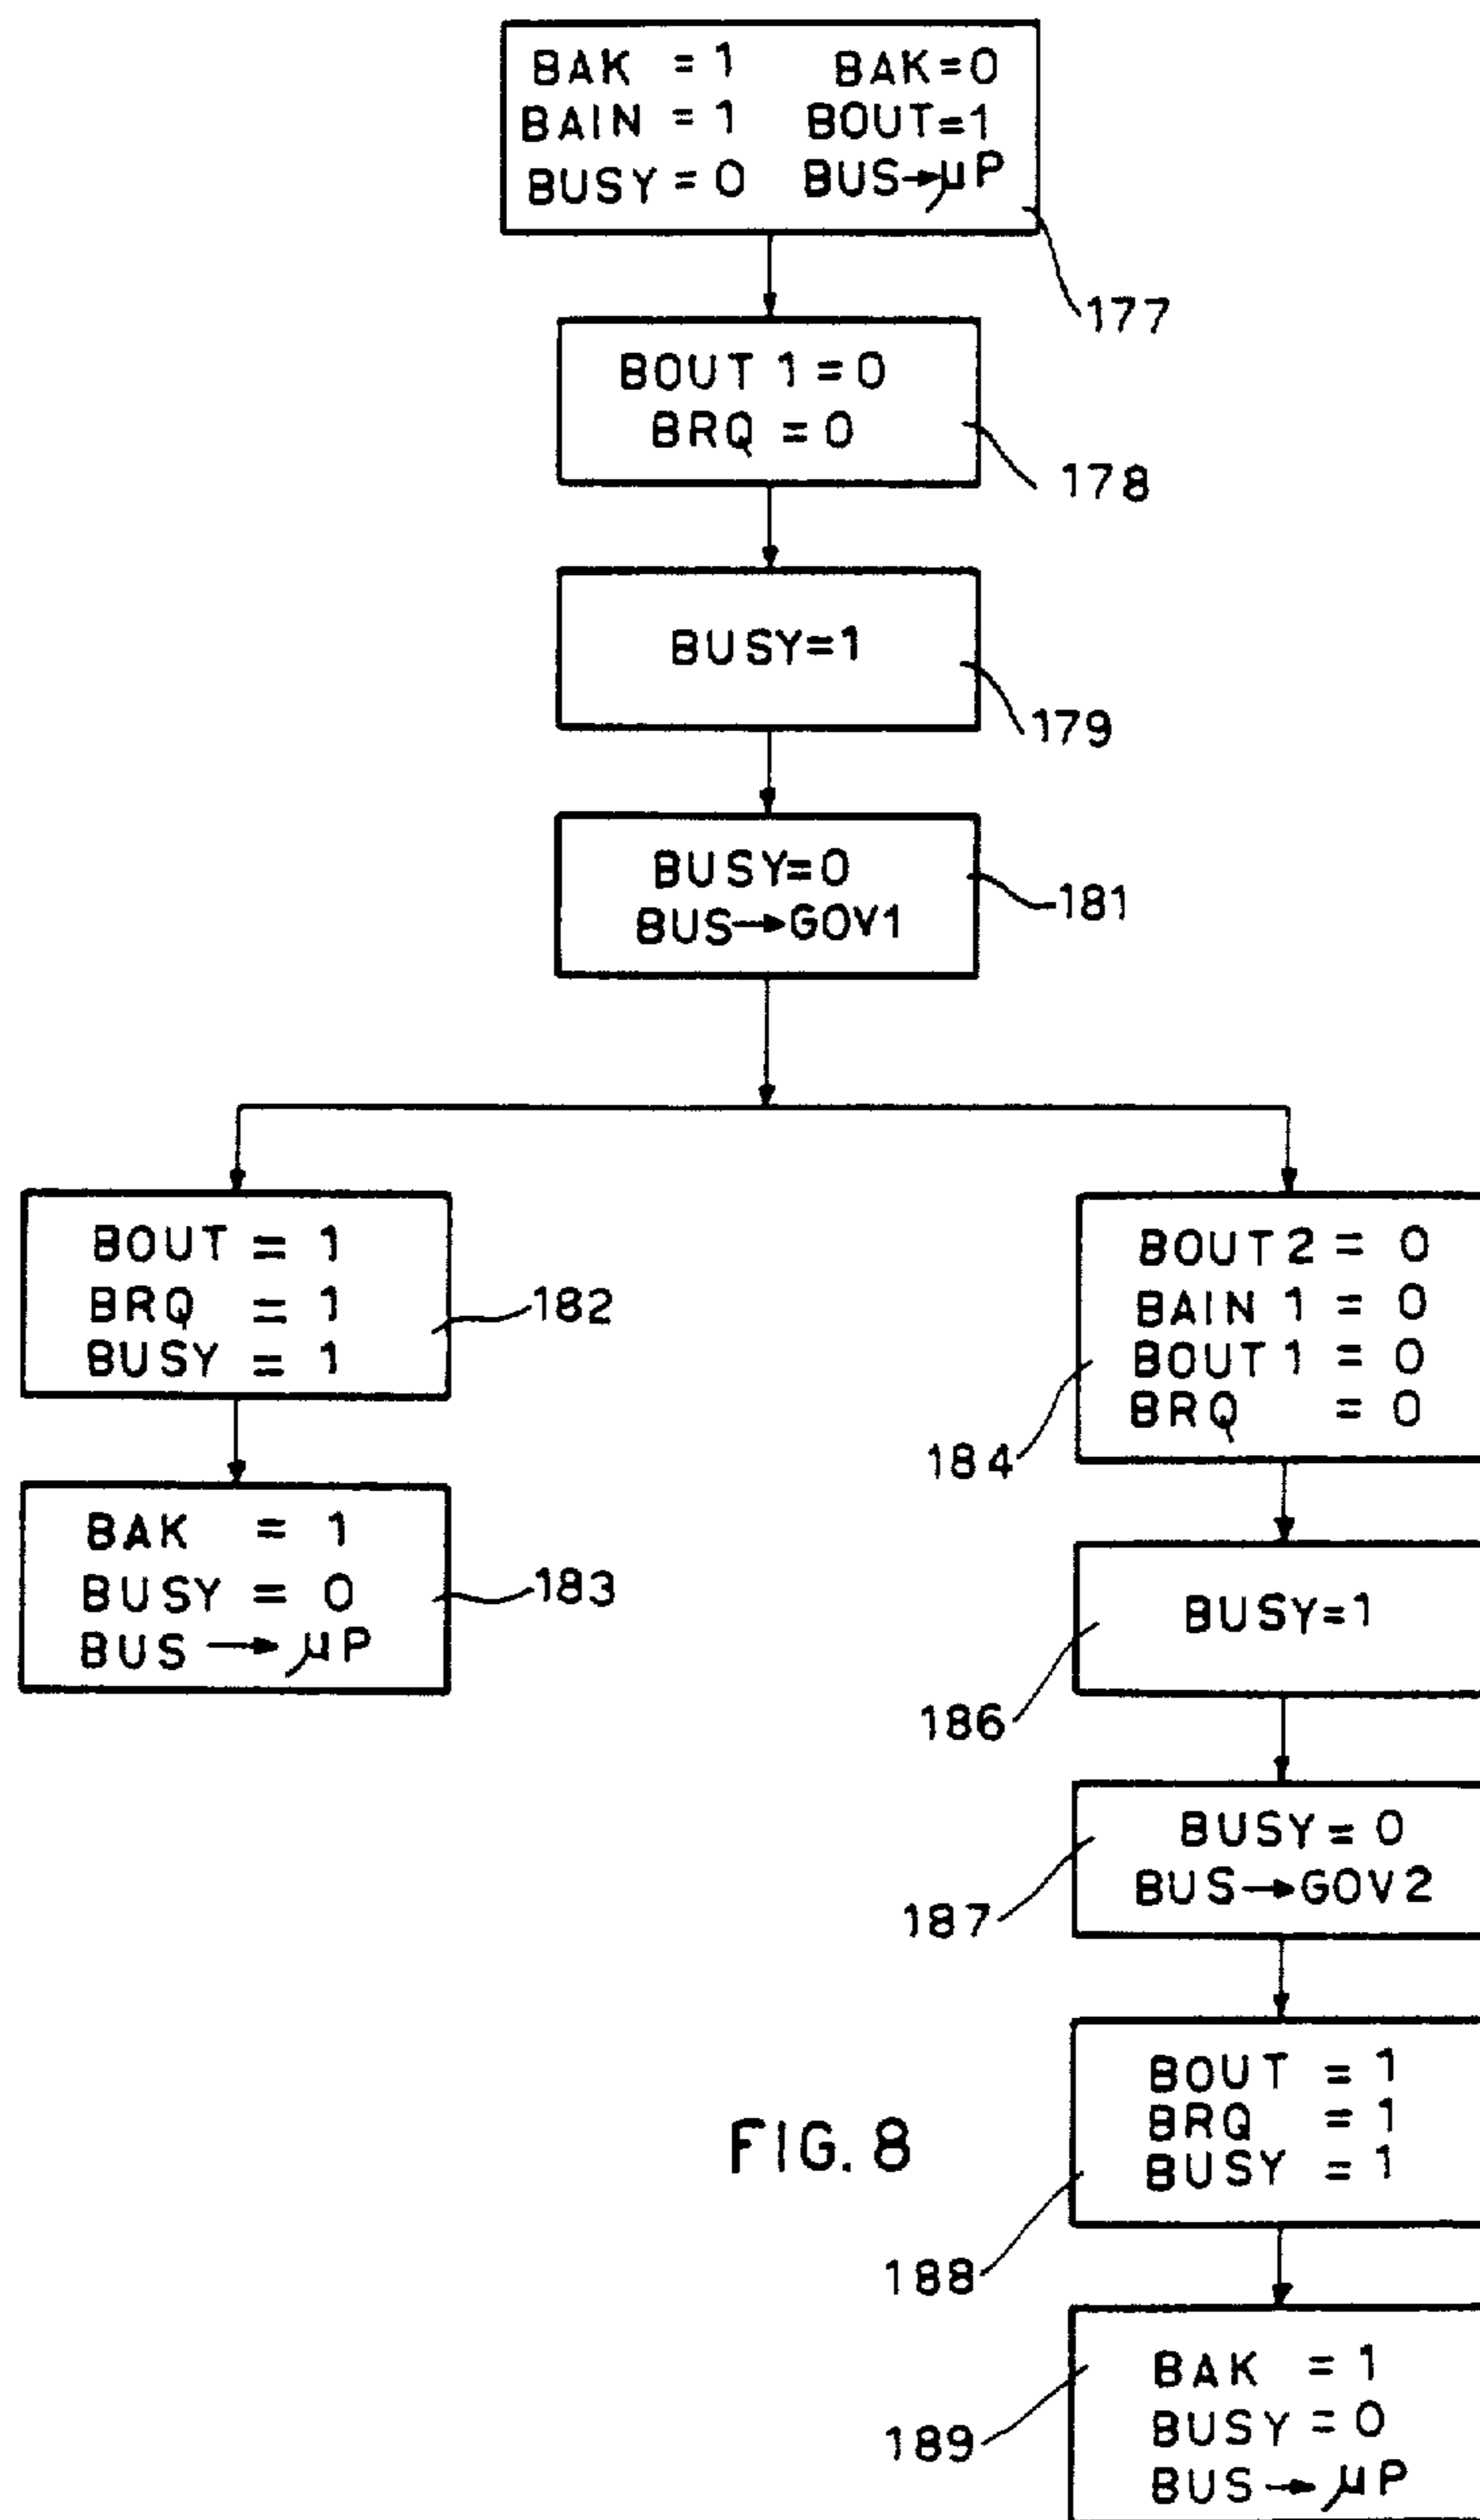 BAK = 1 BAK=0
BAIN = 1 BOUT=1
BUSY = 0 BUS→µP
177
BOUT 1 = 0
BRQ = 0
178
BUSY=1
179
BUSY=0
BUS→GOV1
181
BOUT = 1
BRQ = 1
BUSY = 1
182
BAK = 1
BUSY = 0
BUS → µP
183
BOUT2 = 0
BAIN 1 = 0
BOUT 1 = 0
BRQ = 0
184
BUSY=1
186
BUSY= 0
BUS→GOV2
187
BOUT = 1
BRQ = 1
BUSY = 1
188
FIG. 8
BAK = 1
BUSY = 0
BUS → µP
189